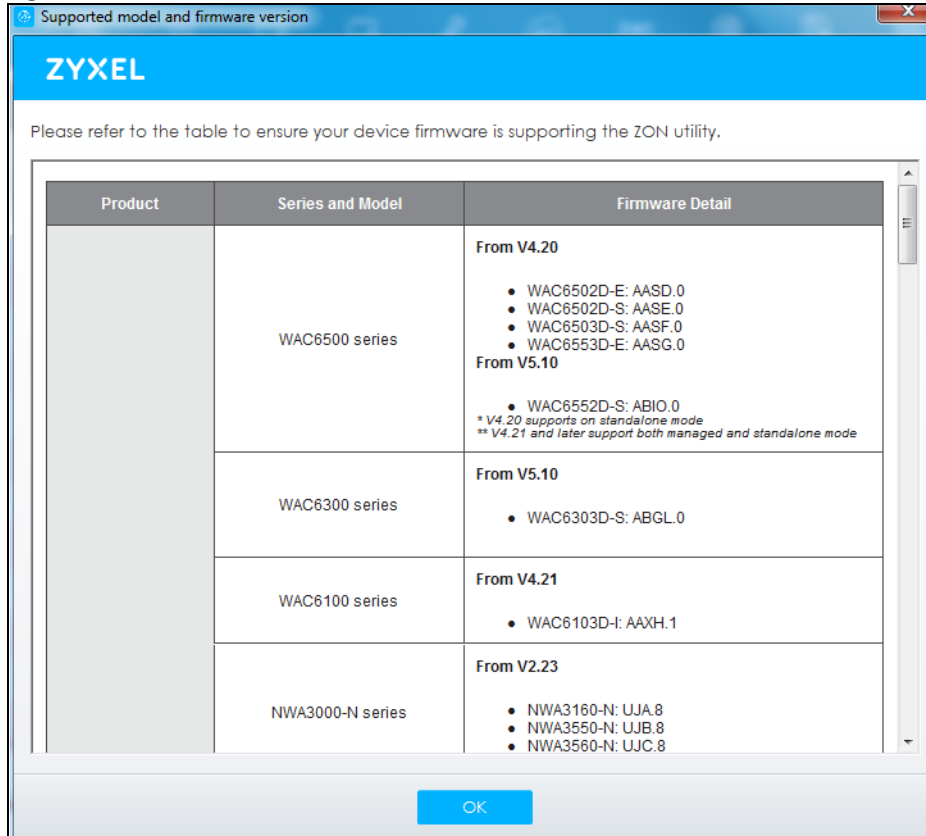 Supported model and firmware version
ZYXEL
Please refer to the table to ensure your device firmware is supporting the ZON utility.
Product
Series and Model
Firmware Detail
WAC6500 series
From V4.20
• WAC6502D-E: AASD.0
• WAC6502D-S: AASE.0
• WAC6503D-S: AASF.0
• WAC6553D-E: AASG.0
From V5.10
• WAC6552D-S: ABIO.0
* V4.20 supports on standalone mode
** V4.21 and later support both managed and standalone mode
WAC6300 series
From V5.10
• WAC6303D-S: ABGL.0
WAC6100 series
From V4.21
• WAC6103D-I: AAXH.1
NWA3000-N series
From V2.23
• NWA3160-N: UJA.8
• NWA3550-N: UJB.8
• NWA3560-N: UJC.8
OK